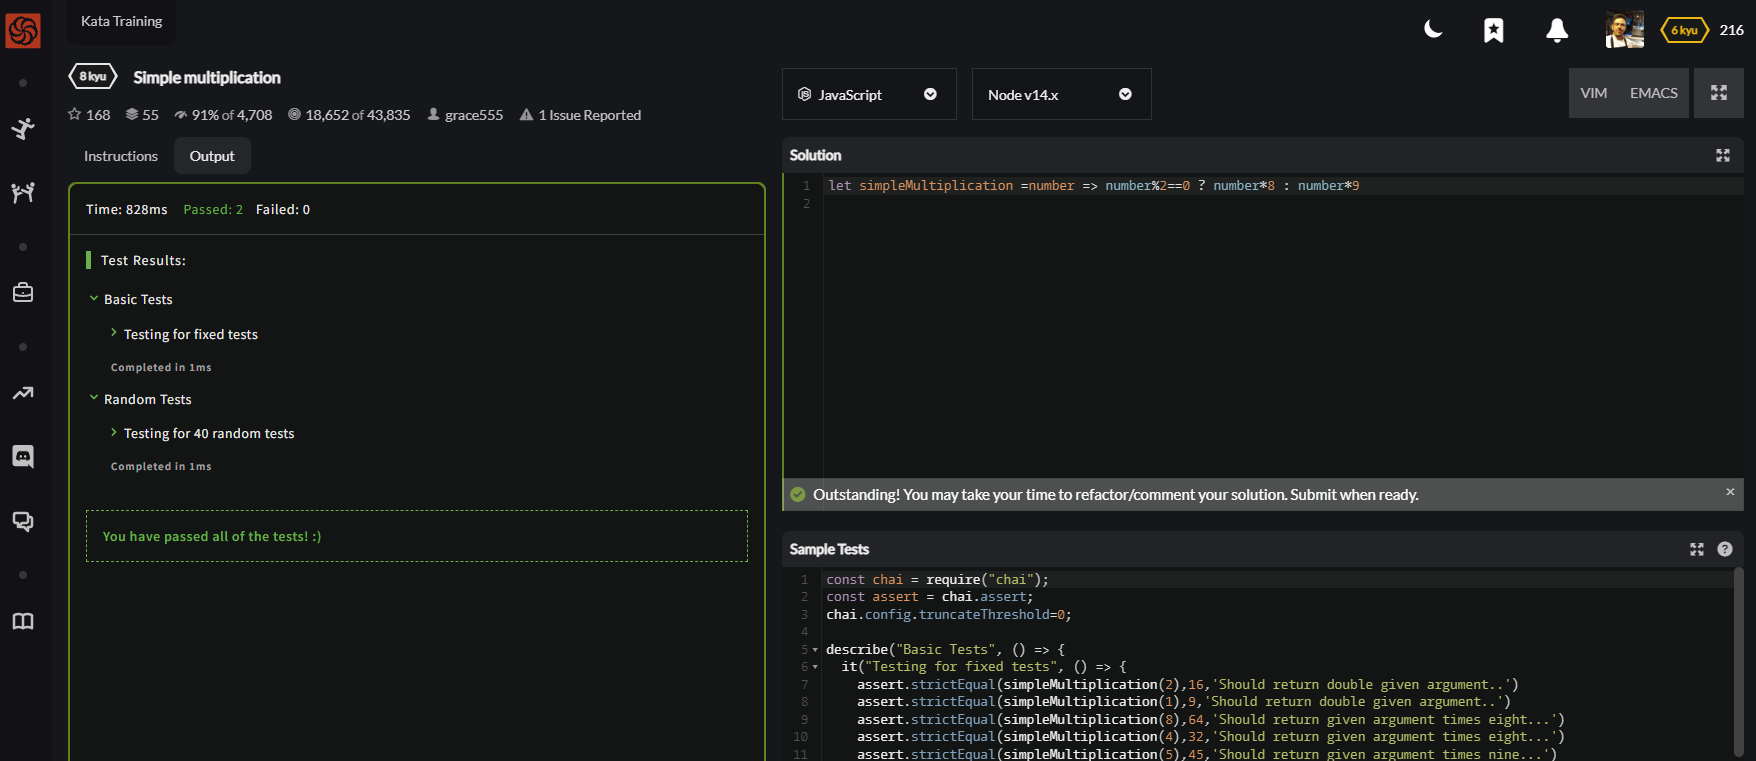 Kata Training
6 kyu 216
8 kyu Simple multiplication
168 55 91% of 4,708 18,652 of 43,835 grace555 1 Issue Reported
Instructions Output
Time: 828ms Passed: 2 Failed: 0
Test Results:
Basic Tests
Testing for fixed tests
Completed in 1ms
Random Tests
Testing for 40 random tests
Completed in 1ms
You have passed all of the tests! :)
JavaScript Node v14.x VIM EMACS
Solution
1 let simpleMultiplication =number => number%2==0 ? number*8 : number*9
2
Outstanding! You may take your time to refactor/comment your solution. Submit when ready.
Sample Tests
1 const chai = require("chai");
2 const assert = chai.assert;
3 chai.config.truncateThreshold=0;
4
5 describe("Basic Tests", () => {
6 it("Testing for fixed tests", () => {
7 assert.strictEqual(simpleMultiplication(2),16,'Should return double given argument..')
8 assert.strictEqual(simpleMultiplication(1),9,'Should return double given argument..')
9 assert.strictEqual(simpleMultiplication(8),64,'Should return given argument times eight...')
10 assert.strictEqual(simpleMultiplication(4),32,'Should return given argument times eight...')
11 assert.strictEqual(simpleMultiplication(5),45,'Should return given argument times nine...')